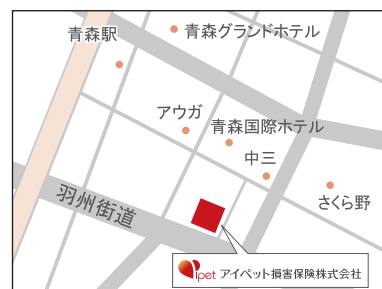 青森グランドホテル
青森駅
アウガ
青森国際ホテル
中三
さくら野
羽州街道
ipet アイペット損害保険株式会社